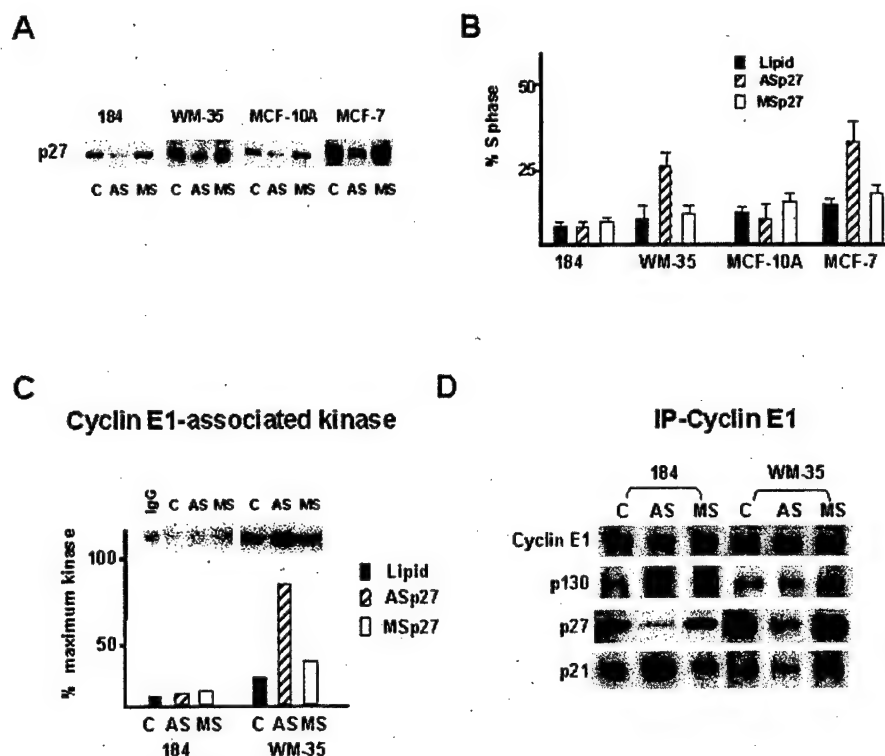 A
184 WM-35 MCF-10A MCF-7
p27
C AS MS C AS MS C AS MS C AS MS
B
% S phase
50
25
Lipid
ASp27
MSp27
184 WM-35 MCF-10A MCF-7
C
Cyclin E1-associated kinase
IgG C AS MS C AS MS
% maximum kinase
100
50
Lipid
ASp27
MSp27
C AS MS C AS MS
184 WM-35
D
IP-Cyclin E1
184 WM-35
C AS MS C AS MS
Cyclin E1
p130
p27
p21